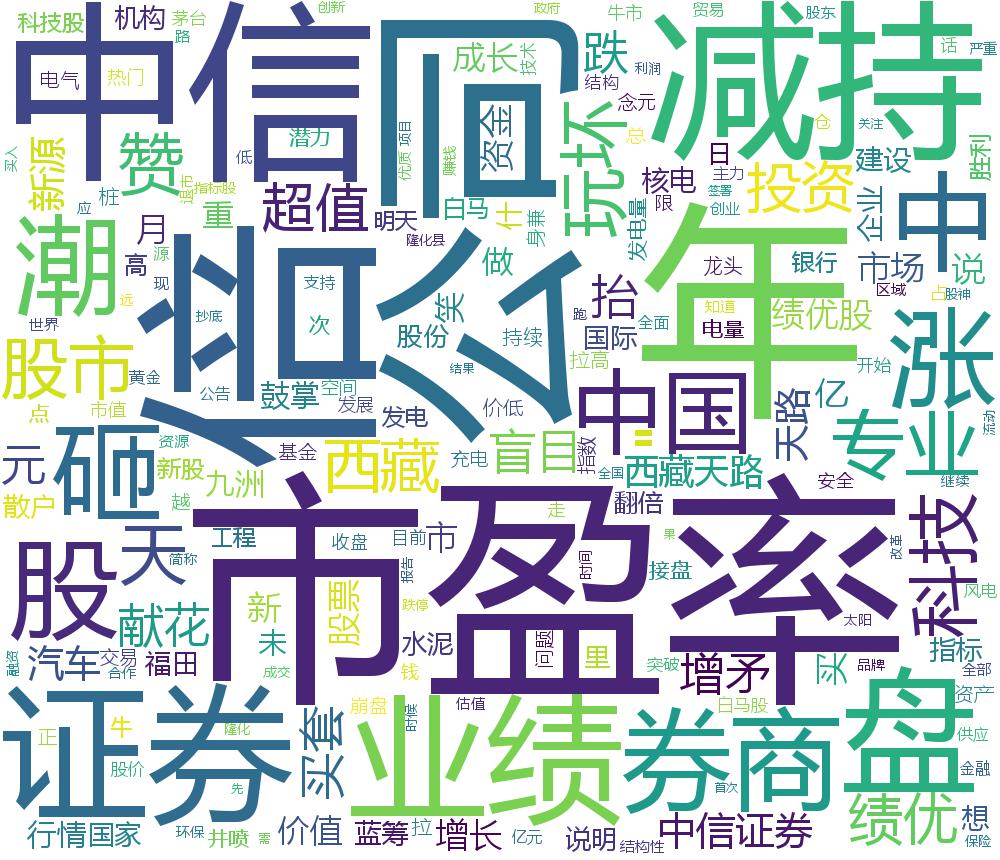 科技股
机构
茅台
路
创新
政府
牛市
贸易
股东
话
严重
中信
公司
减持
电气
热门
成长
技术
跌
利润
结构
念元
总
仓
关注
资金
玩坏
新源
赞
潜力
低
优质
项目
赚钱
买入
桩
应
退市
指标股
超值
重
月
明天
白马
什
身兼
隆化县
发电量
核电
限
日
主力
签署
创业
投资
建设
企业
胜利
中
潮
高
源
现
远
支持
做
年
抬
龙头
银行
市场
说
区域
占
股神
世界
抄底
次
笑
股份
持续
跑
国际
全面
知道
电量
绩优股
涨
股市
黄金
公告
结果
拉高
开始
点
市值
鼓掌
空间
发展
发电
价低
中国
天路
亿
专业
流动
砸
资源
基金
西藏
充电
盲目
指数
一
元
新股
九洲
全国
西藏天路
安全
继续
散户
越
市盈率
翻倍
走
科技
股
天
简称
工程
收盘
目前
市
报告
时间
接盘
果
改革
风电
献花
新
未
股票
跌停
水泥
钱
问题
里
突破
太阳
指标
汽车
交易
合作
福田
融资
成交
增矛
买
品牌
全部
证券
崩盘
时候
估值
业绩
白马股
券商
盘
资产
正
牛
股价
隆化
先
买套
首次
供应
金融
绩优
想
保险
行情
国家
环保
井喷
需
价值
蓝筹
拉
增长
亿元
说明
结构性
中信证券